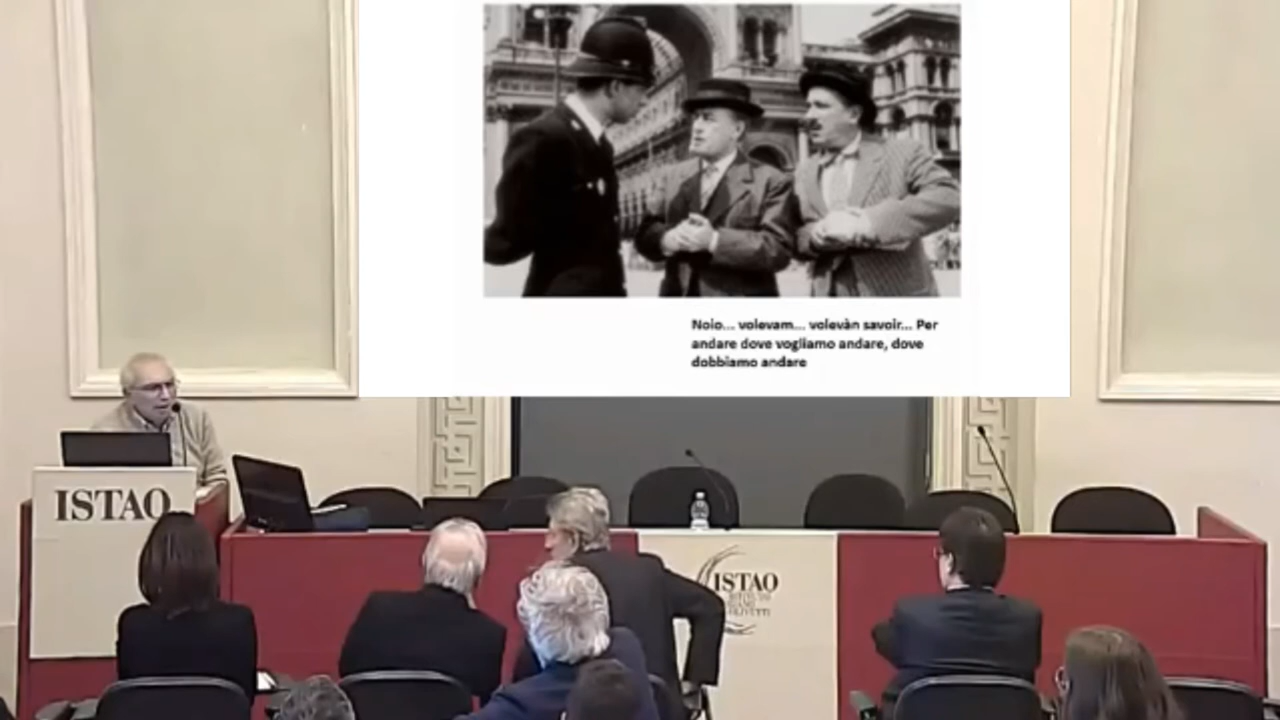 Noio... volevam... volevàn savoir... Per
andare dove vogliamo andare, dove
dobbiamo andare
ISTAO
ISTAO